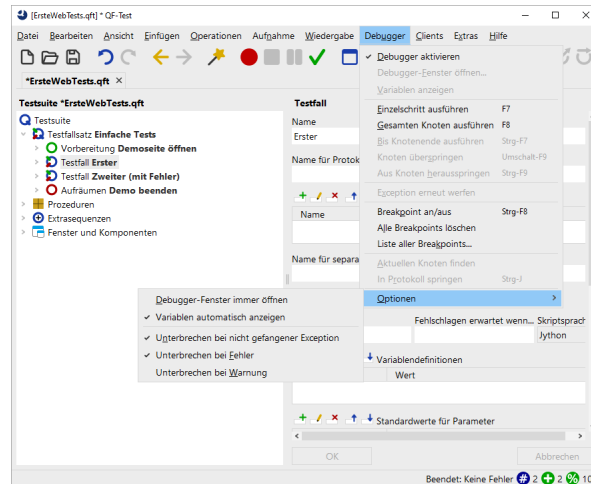 [ErsteWebTests.qft] * QF-Test
Datei Bearbeiten Ansicht Einfügen Operationen Aufnahme Wiedergabe Debugger Clients Extras Hilfe
*ErsteWebTests.qft ×
Testsuite *ErsteWebTests.qft
Testsuite
Testfallsatz Einfache Tests
Vorbereitung Demoseite öffnen
Testfall Erster
Testfall Zweiter (mit Fehler)
Aufräumen Demo beenden
Prozeduren
Extrasequenzen
Fenster und Komponenten
Testfall
Name
Erster
Name für Protok
Name
Name für separa
Debugger aktivieren
Debugger-Fenster öffnen...
Variablen anzeigen
Einzelschritt ausführen F7
Gesamten Knoten ausführen F8
Bis Knotenende ausführen Strg-F7
Knoten überspringen Umschalt-F9
Aus Knoten herausspringen Strg-F9
Exception erneut werfen
Breakpoint an/aus Strg-F8
Alle Breakpoints löschen
Liste aller Breakpoints...
Aktuellen Knoten finden
In Protokoll springen Strg-J
Optionen
Debugger-Fenster immer öffnen
Variablen automatisch anzeigen
Unterbrechen bei nicht gefangener Exception
Unterbrechen bei Fehler
Unterbrechen bei Warnung
Fehlschlagen erwartet wenn... Skriptsprach
Jython
Variablendefinitionen
Wert
Standardwerte für Parameter
OK Abbrechen
Beendet: Keine Fehler # 2 + 2 % 10